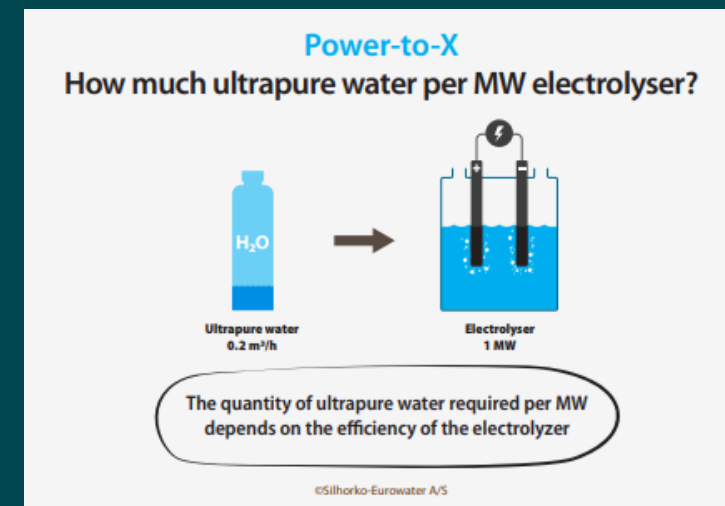 Power-to-X
How much ultrapure water per MW electrolyser?
H₂O
+
−
Ultrapure water
0.2 m³/h
Electrolyser
1 MW
The quantity of ultrapure water required per MW
depends on the efficiency of the electrolyzer
©Silhorko-Eurowater A/S